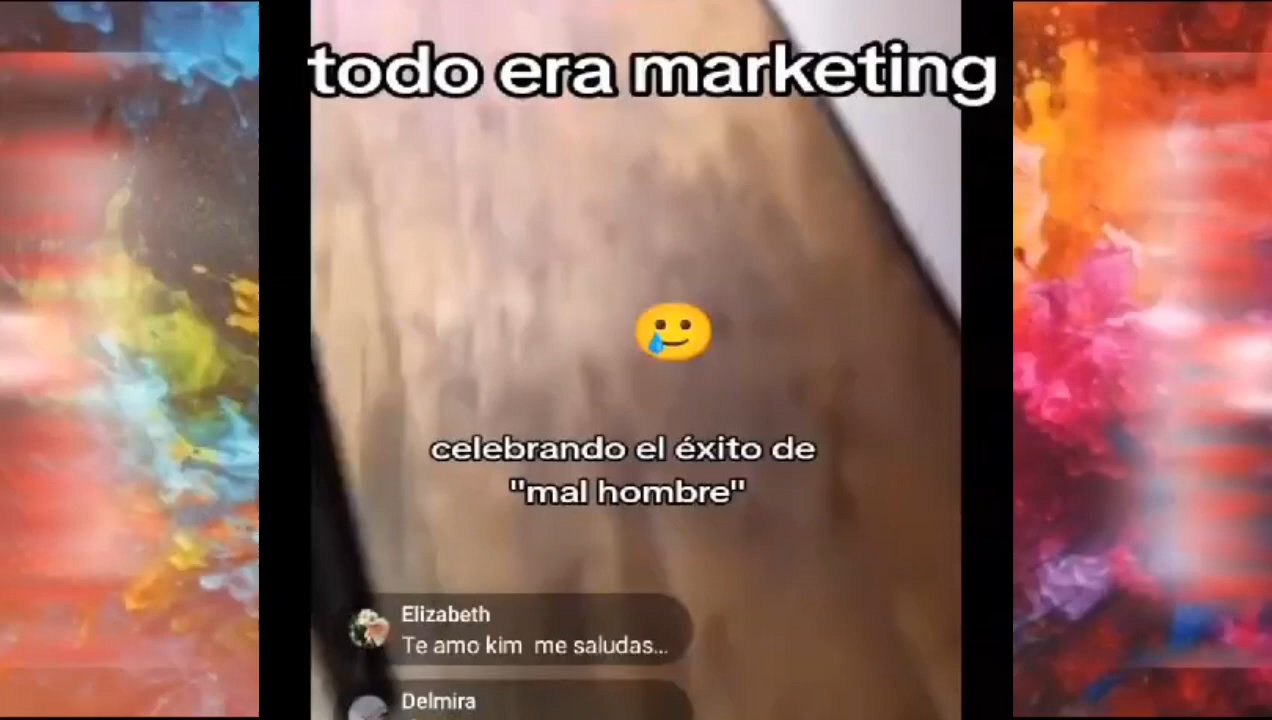 todo era marketing
celebrando el éxito de
"mal hombre"
Elizabeth
Te amo kim me saludas...
Delmira